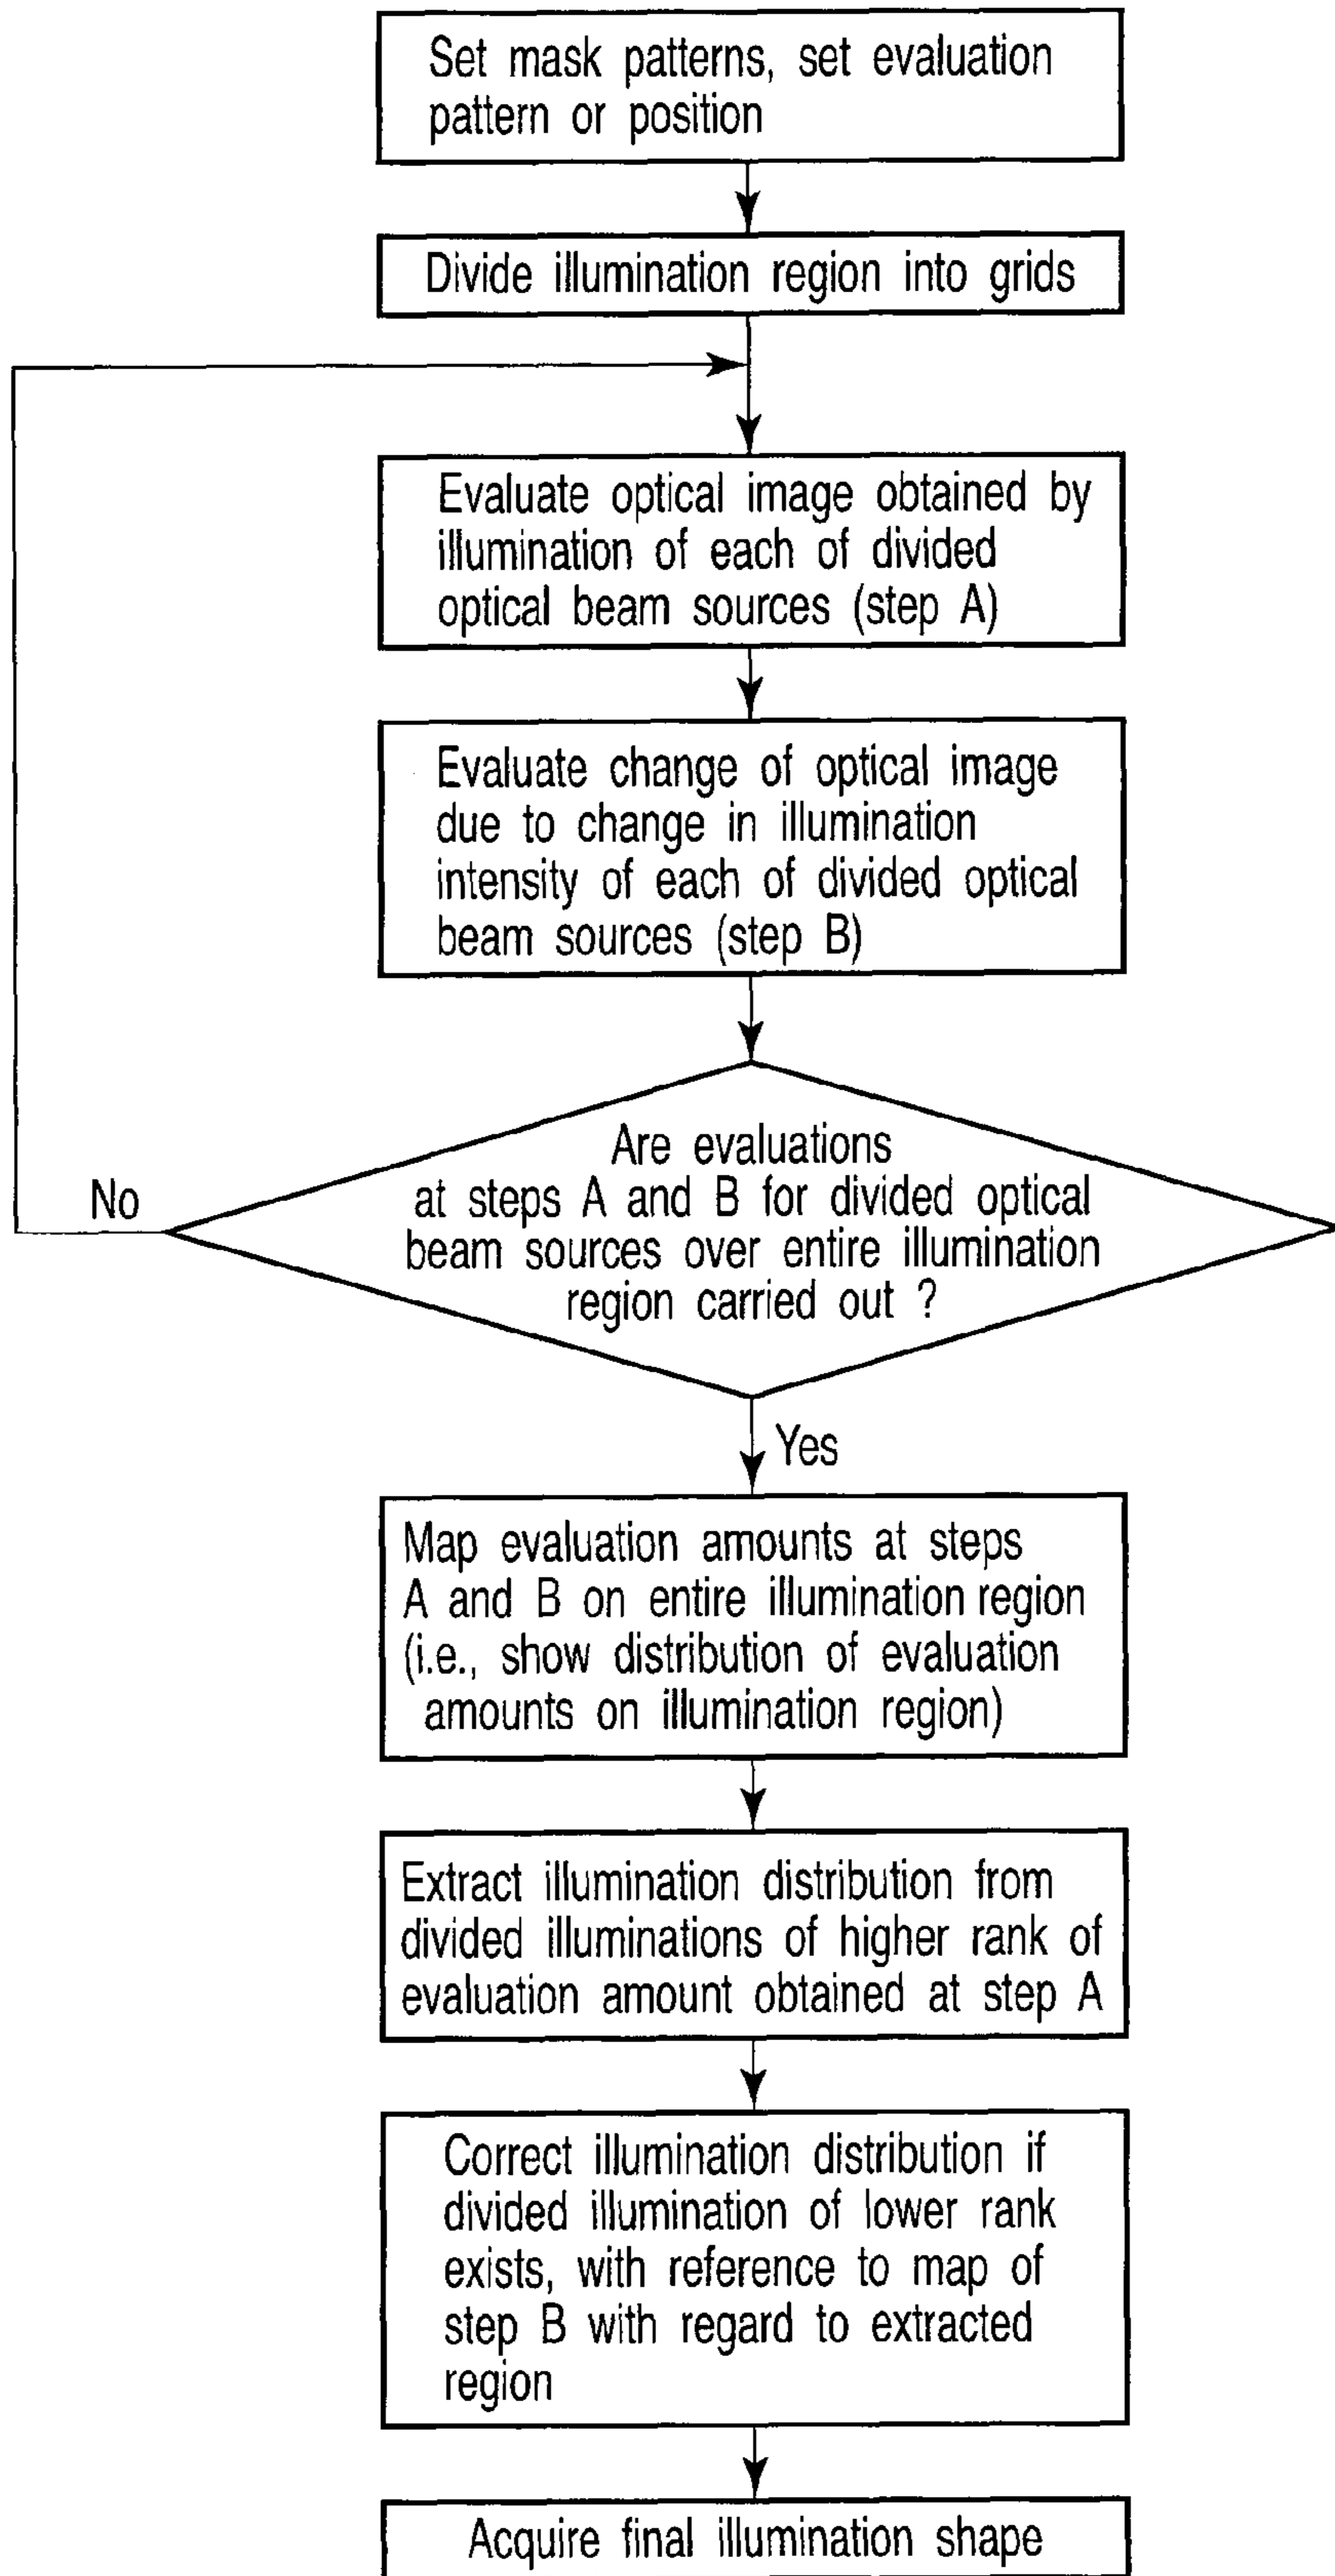 Set mask patterns, set evaluation
pattern or position
Divide illumination region into grids
Evaluate optical image obtained by
illumination of each of divided
optical beam sources (step A)
Evaluate change of optical image
due to change in illumination
intensity of each of divided optical
beam sources (step B)
Are evaluations
at steps A and B for divided optical
beam sources over entire illumination
region carried out ?
No
Yes
Map evaluation amounts at steps
A and B on entire illumination region
(i.e., show distribution of evaluation
amounts on illumination region)
Extract illumination distribution from
divided illuminations of higher rank of
evaluation amount obtained at step A
Correct illumination distribution if
divided illumination of lower rank
exists, with reference to map of
step B with regard to extracted
region
Acquire final illumination shape